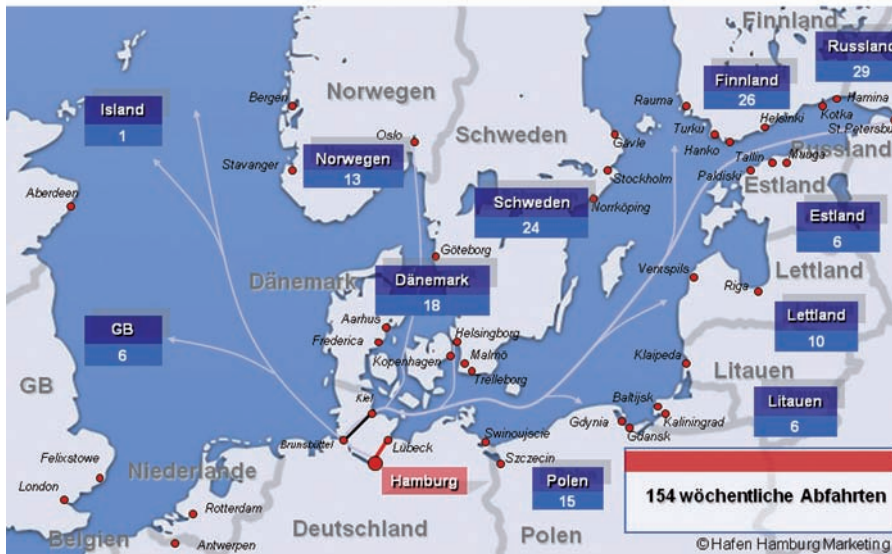 Finnland
Russland
29
Island
1
Bergen
Norwegen
Rauma
Finnland
26
Hamina
Kotka
Helsinki
Oslo
Schweden
Gävle
Turku
Hanko
St.Petersbu
Russland
Stavanger
Norwegen
13
Stockholm
Tallin
Muuga
Paldiski
Estland
Aberdeen
Schweden
24
Norrköping
Estland
6
Göteborg
Dänemark
Dänemark
18
Ventspils
Riga
Lettland
GB
6
Aarhus
Frederica
Kopenhagen
Helsingborg
Malmö
Trelleborg
Lettland
10
Klaipeda
Litauen
GB
Kiel
Baltijsk
Kaliningrad
Litauen
6
Gdynia
Gdansk
Brunsbüttel
Lübeck
Swinoujscie
Szczecin
Felixstowe
Niederlande
Hamburg
London
Polen
15
154 wöchentliche Abfahrten
Rotterdam
Deutschland
Polen
Belgien
Antwerpen
©Hafen Hamburg Marketing